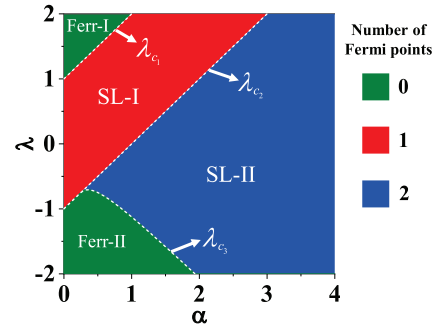 Number of
Fermi points
2
Ferr-I
λc₁
0
1
SL-I
λc₂
1
λ
0
SL-II
2
-1
Ferr-II
λc₃
-2
0
1
2
3
4
α